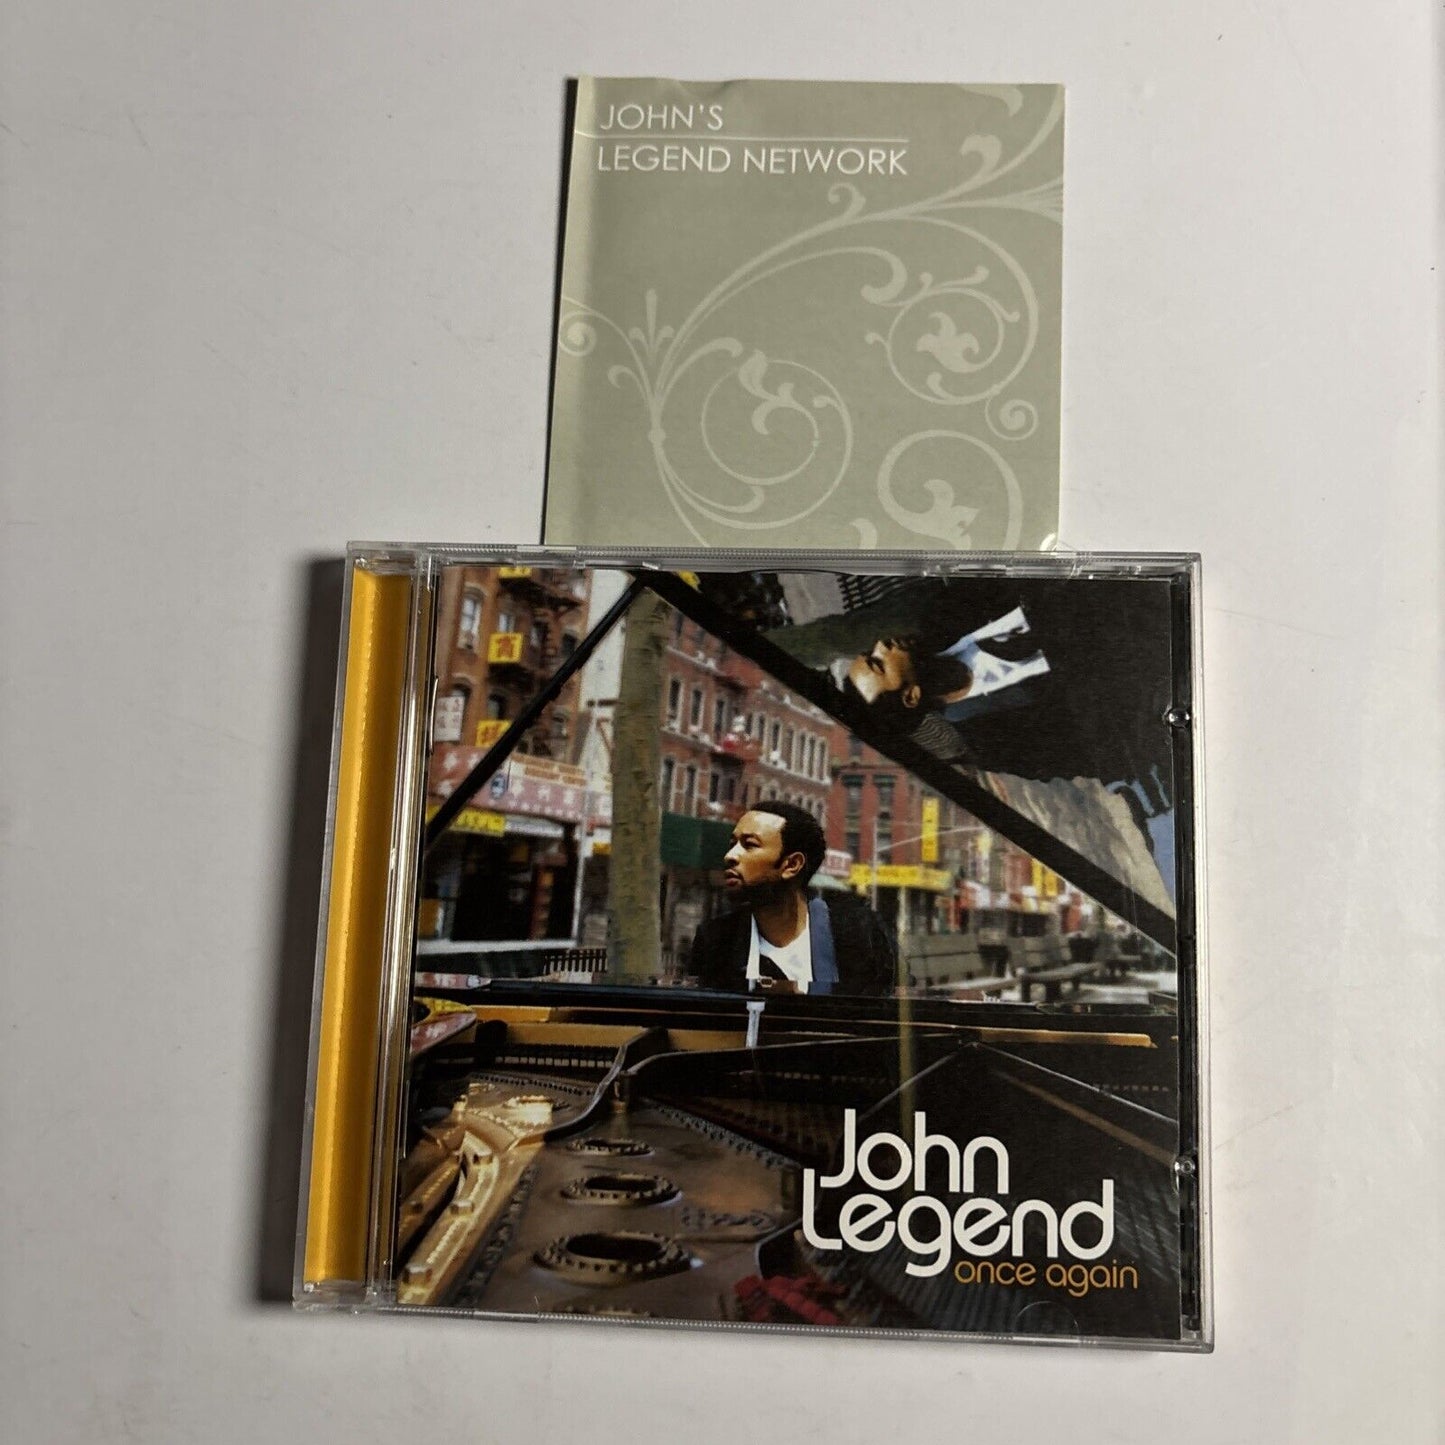 JOHN'S
LEGEND NETWORK
John
Legend
once again